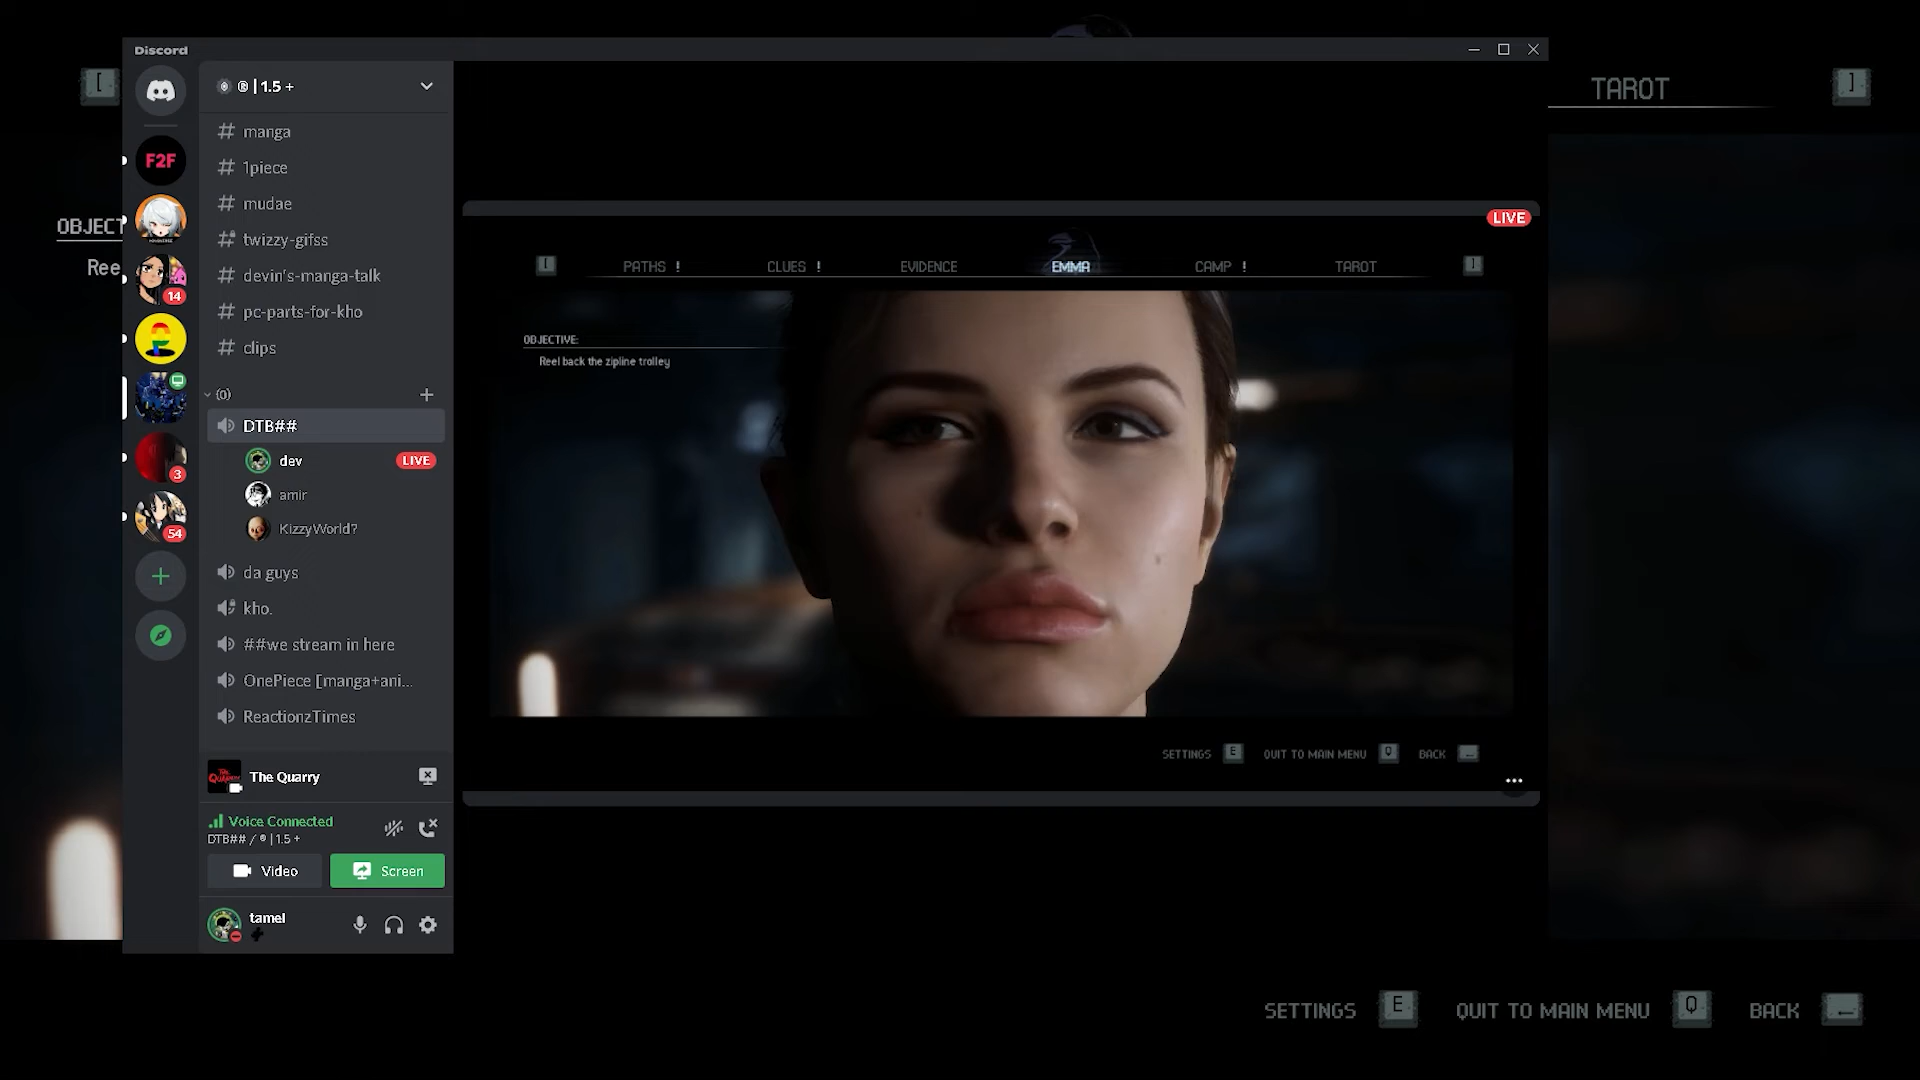 Discord
® | 1.5 +
manga
1piece
mudae
twizzy-gifss
devin's-manga-talk
pc-parts-for-kho
clips
(0)
DTB##
dev LIVE
amir
KizzyWorld?
da guys
kho.
##we stream in here
OnePiece [manga+ani...
ReactionzTimes
The Quarry
Voice Connected
DTB## / ® | 1.5 +
Video Screen
tamel
F2F
14
3
54
LIVE
[ PATHS ! CLUES ! EVIDENCE EMMA CAMP ! TAROT ]
OBJECTIVE:
Reel back the zipline trolley
SETTINGS E QUIT TO MAIN MENU Q BACK
[ TAROT ]
OBJECT
Ree
SETTINGS E QUIT TO MAIN MENU Q BACK